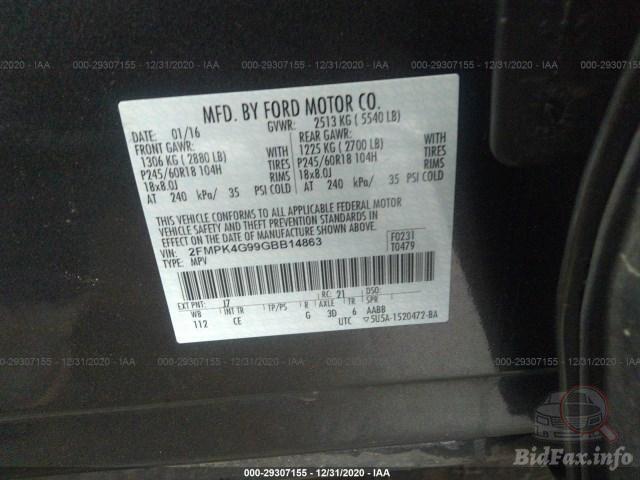 000-29307155 - 12/31/2020 - IAA
MFD. BY FORD MOTOR CO.
DATE: 01/16
GVWR: 2513 KG ( 5540 LB)
FRONT GAWR:
1306 KG ( 2880 LB) WITH
P245/60R18 104H TIRES
18x8.0J RIMS
AT 240 kPa/ 35 PSI COLD
REAR GAWR:
1225 KG ( 2700 LB) WITH
P245/60R18 104H TIRES
18x8.0J RIMS
AT 240 kPa/ 35 PSI COLD
THIS VEHICLE CONFORMS TO ALL APPLICABLE FEDERAL MOTOR
VEHICLE SAFETY AND THEFT PREVENTION STANDARDS IN
EFFECT ON THE DATE OF MANUFACTURE SHOWN ABOVE.
VIN: 2FMPK4G99GBB14863
TYPE: MPV
F0231
T0479
EXT PNT: J7 RC: 21 DSO:
WB INT TR TP/PS R AXLE TR SPR
112 CE G 3D 6 AABB
UTC ▽5U5A-1520472-BA
BidFax.info
000-29307155 - 12/31/2020 - IAA